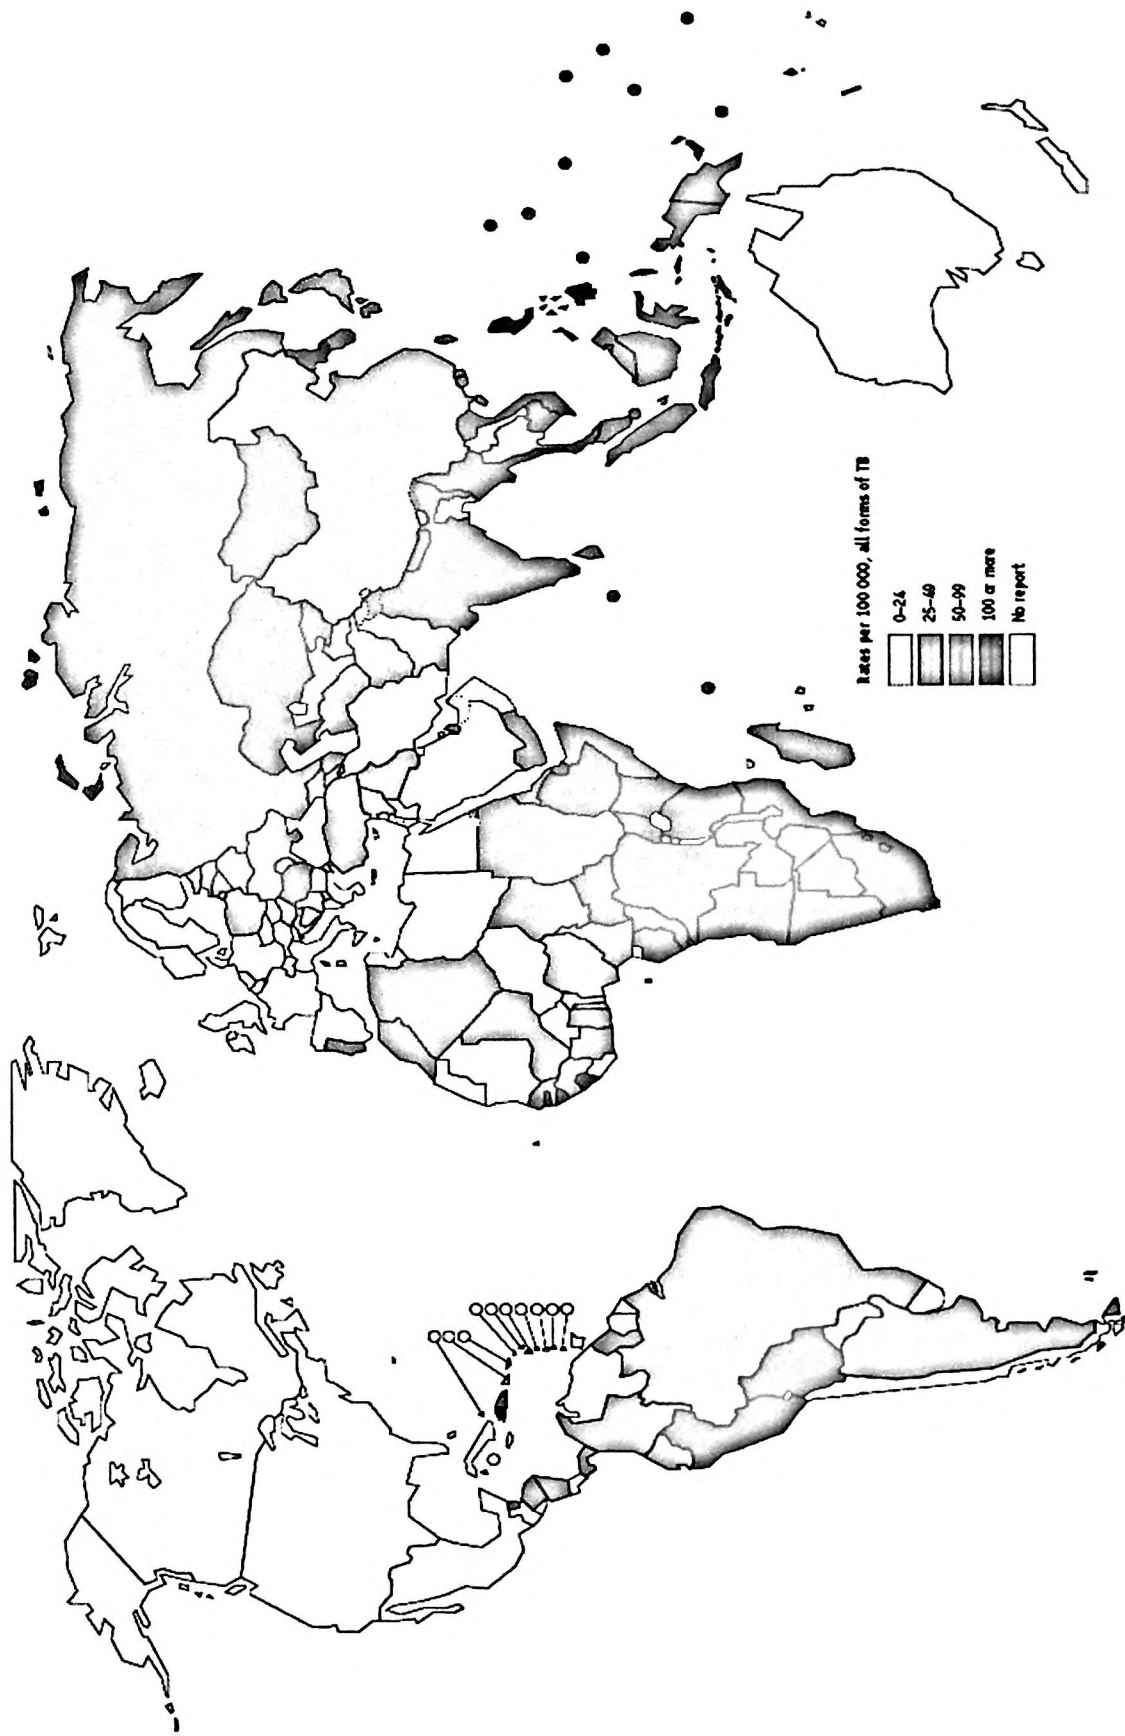 Rates per 100 000, all forms of TB
0–24
25–49
50–99
100 or more
No report